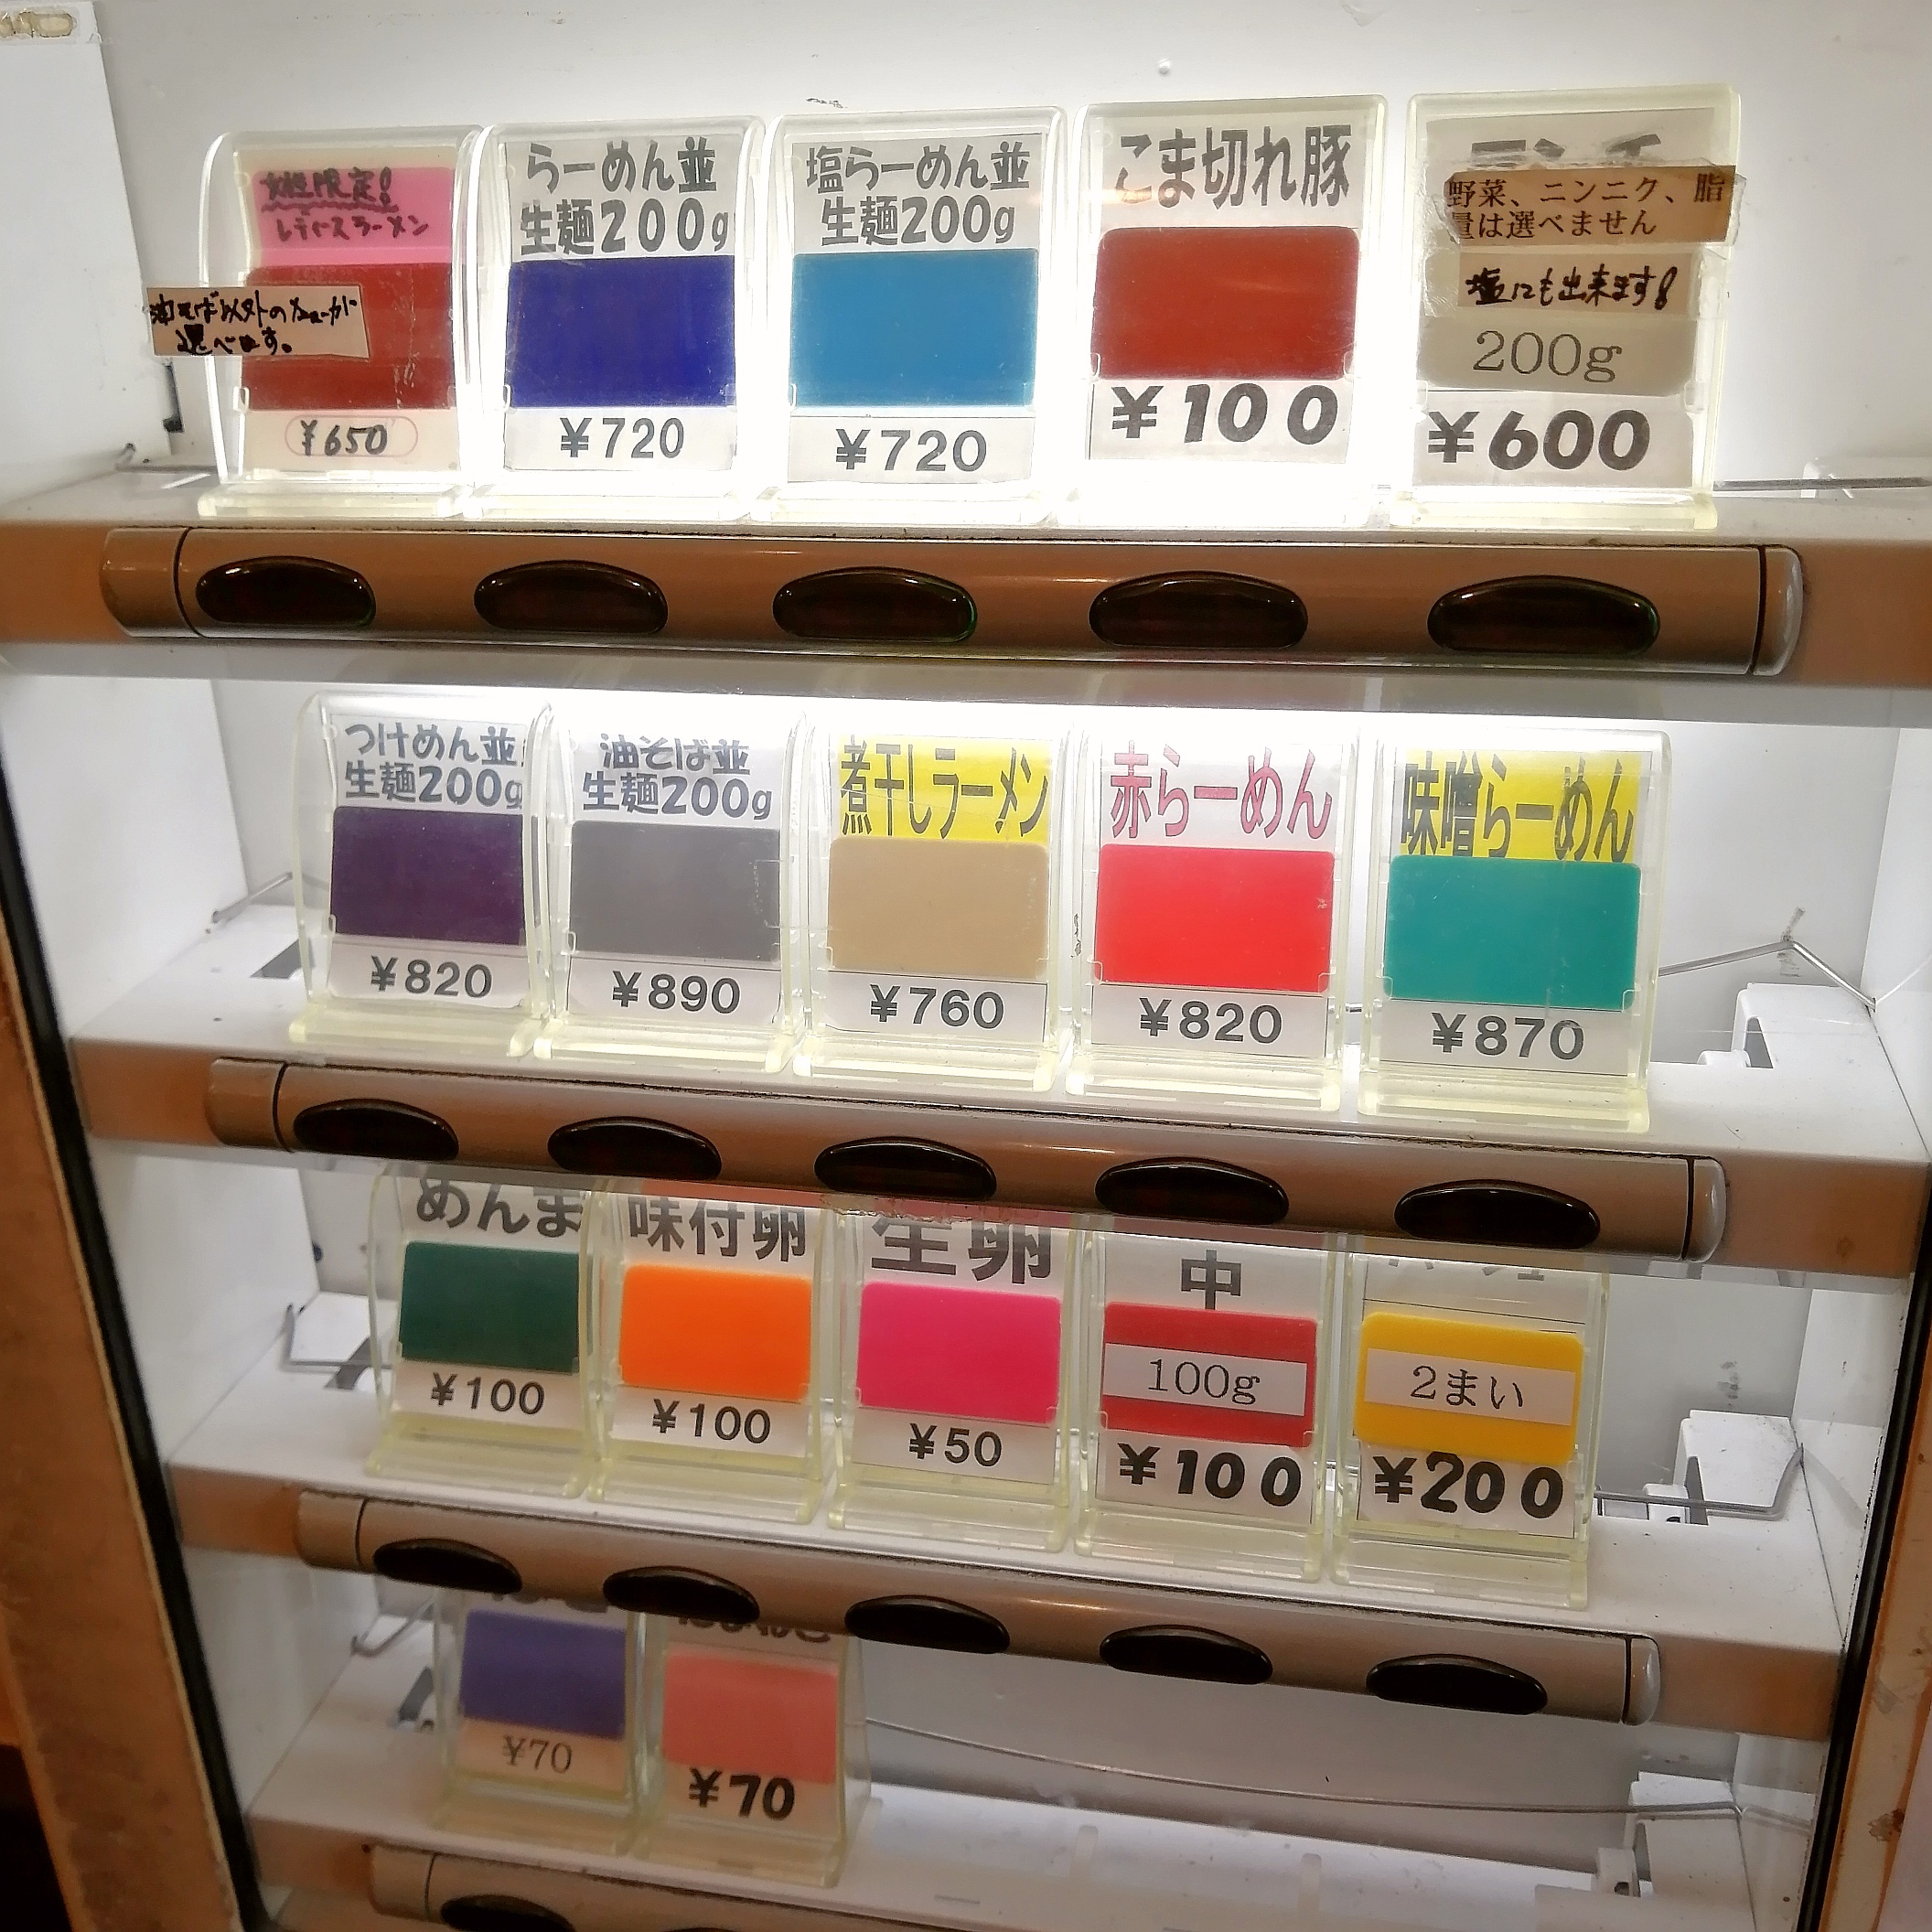 女性限定!
レディースラーメン
油そば以外のメニューが
選べます。
¥650
らーめん並
生麺200g
¥720
塩らーめん並
生麺200g
¥720
こま切れ豚
¥100
ランチ
野菜、ニンニク、脂
量は選べません
塩にも出来ます!
200g
¥600
つけめん並
生麺200g
¥820
油そば並
生麺200g
¥890
煮干しラーメン
¥760
赤らーめん
¥820
味噌らーめん
¥870
めんま
¥100
味付卵
¥100
生卵
¥50
中
100g
¥100
2まい
¥200
¥70
¥70